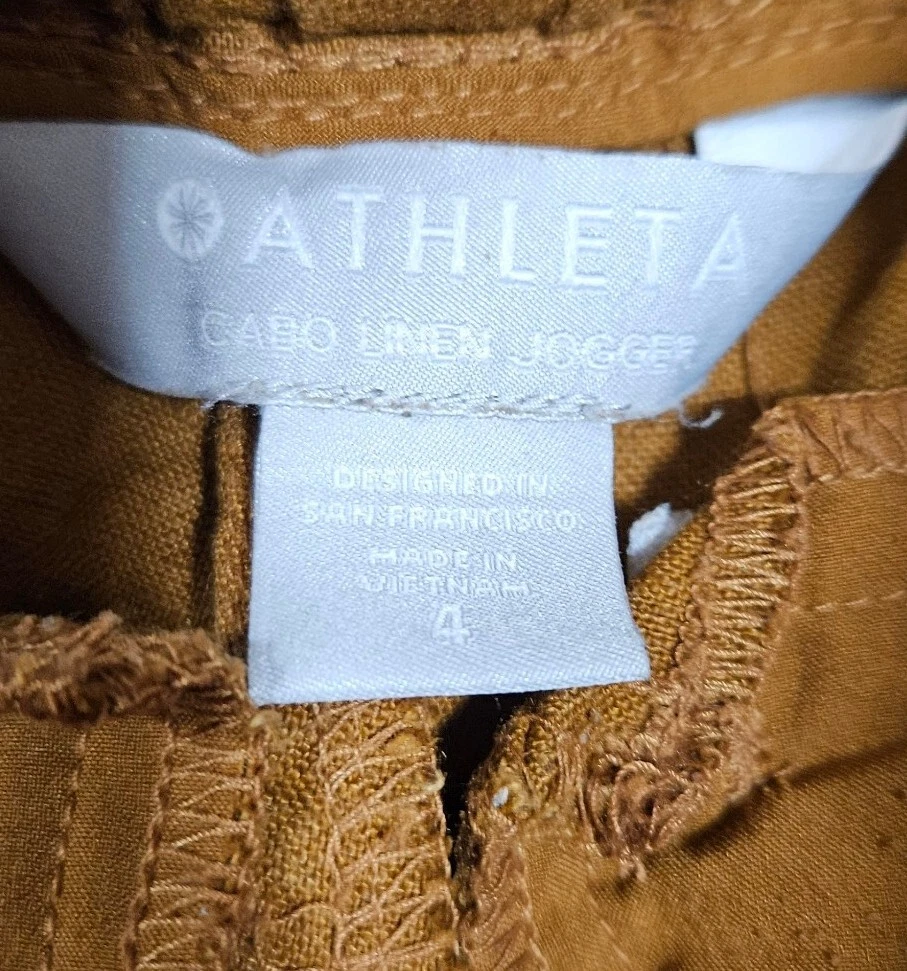 ATHLETA
CABO LINEN JOGGER
DESIGNED IN
SAN FRANCISCO
MADE IN
VIETNAM
4